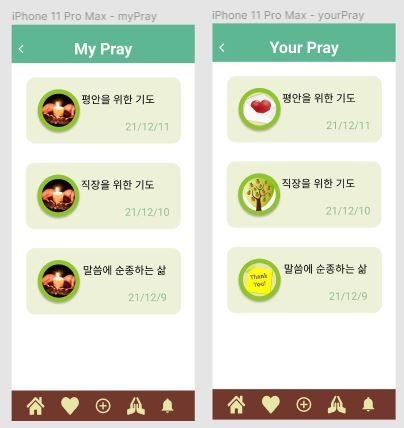 iPhone 11 Pro Max - myPray
My Pray
평안을 위한 기도
21/12/11
직장을 위한 기도
21/12/10
말씀에 순종하는 삶
21/12/9
iPhone 11 Pro Max - yourPray
Your Pray
평안을 위한 기도
21/12/11
직장을 위한 기도
21/12/10
Thank
You!
말씀에 순종하는 삶
21/12/9